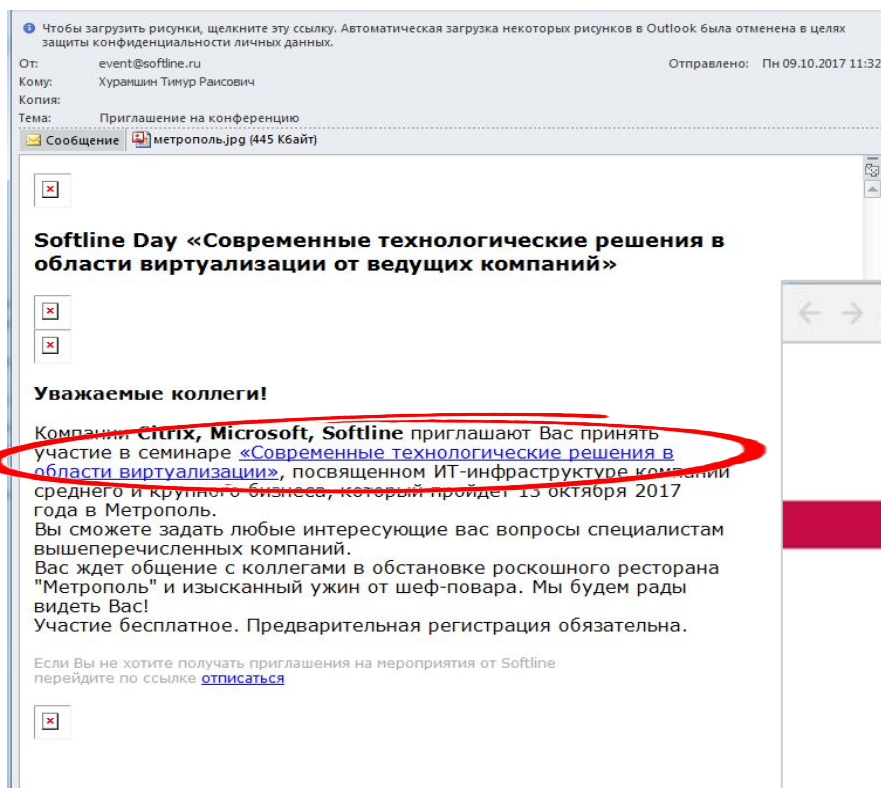 Чтобы загрузить рисунки, щелкните эту ссылку. Автоматическая загрузка некоторых рисунков в Outlook была отменена в целях
защиты конфиденциальности личных данных.
От: event@softline.ru Отправлено: Пн 09.10.2017 11:32
Кому: Хурамшин Тимур Раисович
Копия:
Тема: Приглашение на конференцию
Сообщение метрополь.jpg (445 Кбайт)
Softline Day «Современные технологические решения в
области виртуализации от ведущих компаний»
Уважаемые коллеги!
Компании Citrix, Microsoft, Softline приглашают Вас принять
участие в семинаре «Современные технологические решения в
области виртуализации», посвященном ИТ-инфраструктуре компаний
среднего и крупного бизнеса, который пройдет 13 октября 2017
года в Метрополь.
Вы сможете задать любые интересующие вас вопросы специалистам
вышеперечисленных компаний.
Вас ждет общение с коллегами в обстановке роскошного ресторана
"Метрополь" и изысканный ужин от шеф-повара. Мы будем рады
видеть Вас!
Участие бесплатное. Предварительная регистрация обязательна.
Если Вы не хотите получать приглашения на мероприятия от Softline
перейдите по ссылке отписаться